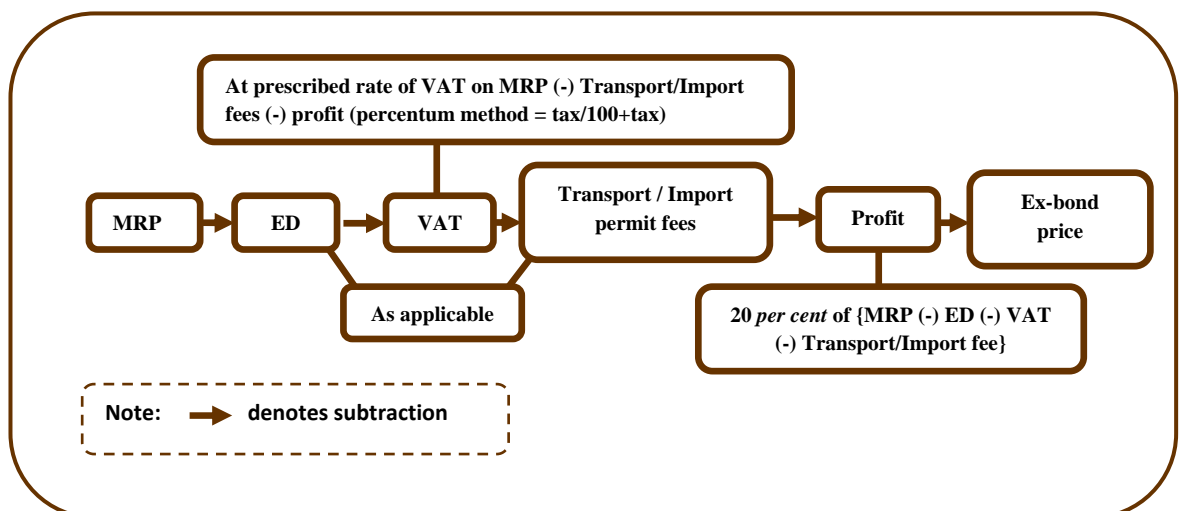 At prescribed rate of VAT on MRP (-) Transport/Import
fees (-) profit (percentum method = tax/100+tax)
MRP
ED
VAT
Transport / Import
permit fees
Profit
Ex-bond
price
As applicable
20 per cent of {MRP (-) ED (-) VAT
(-) Transport/Import fee}
Note:
denotes subtraction